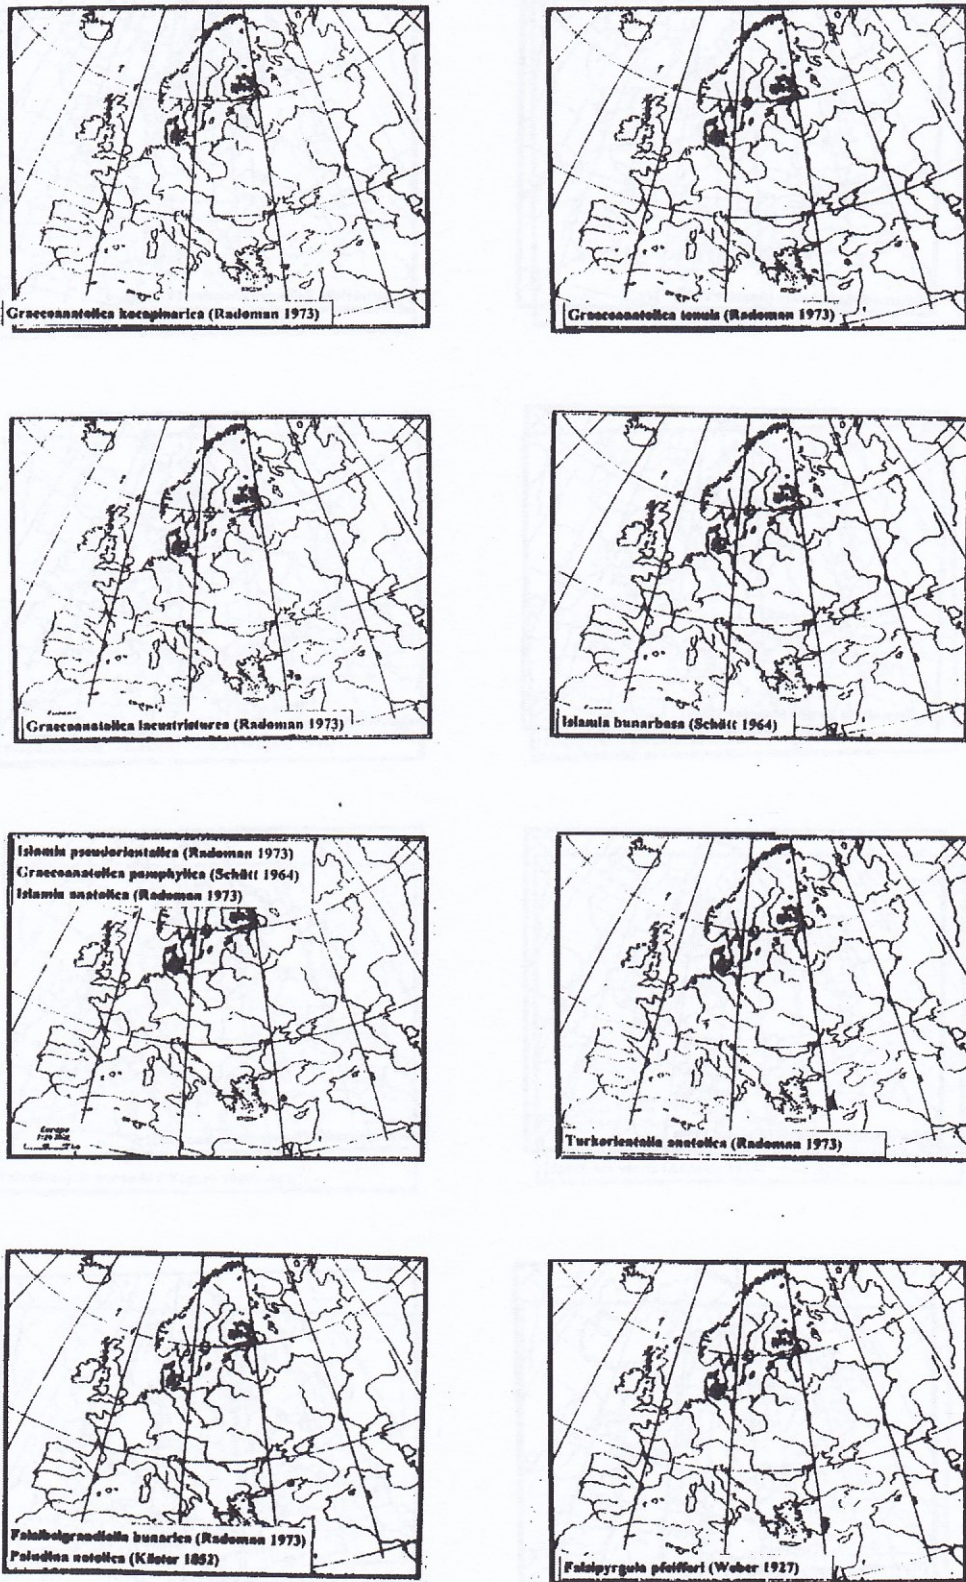 Graecoanatolica kocapinarica (Radoman 1973)
Graecoanatolica tenuis (Radoman 1973)
Graecoanatolica lacustristurca (Radoman 1973)
Islamia bunarbasa (Schütt 1964)
Islamia pseudorientalica (Radoman 1973)
Graecoanatolica pamphylica (Schütt 1964)
Islamia anatolica (Radoman 1973)
Europe
Turkorientalia anatolica (Radoman 1973)
Falsibelgrandiella bunarica (Radoman 1973)
Paludina natolica (Küster 1852)
Falsipyrgula pfeifferi (Weber 1927)